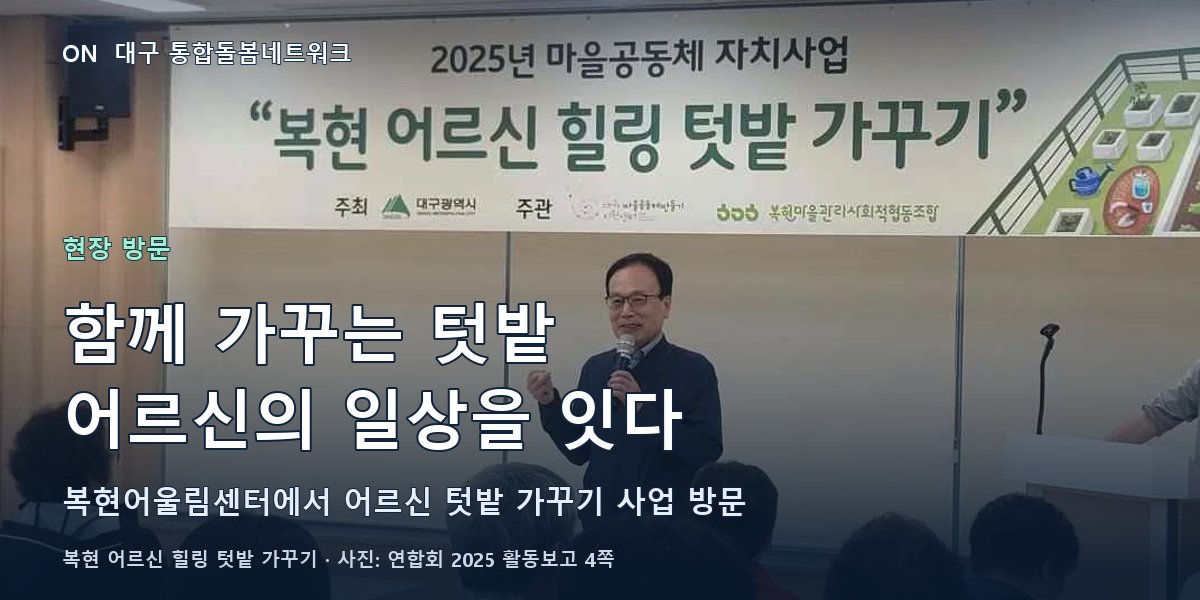 ON 대구 통합돌봄네트워크
2025년 마을공동체 자치사업
“복현 어르신 힐링 텃밭 가꾸기”
주최 대구광역시 주관 복현마을관리사회적협동조합
현장 방문
함께 가꾸는 텃밭
어르신의 일상을 잇다
복현어울림센터에서 어르신 텃밭 가꾸기 사업 방문
복현 어르신 힐링 텃밭 가꾸기 · 사진: 연합회 2025 활동보고 4쪽